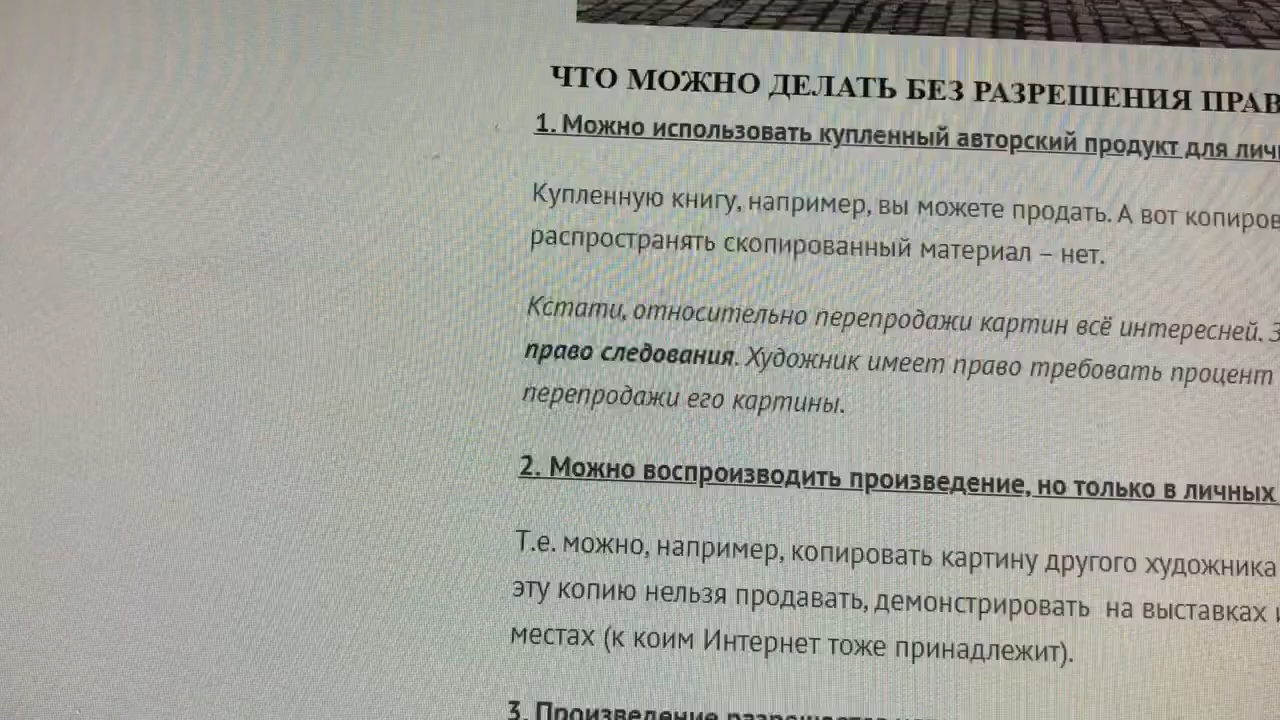 ЧТО МОЖНО ДЕЛАТЬ БЕЗ РАЗРЕШЕНИЯ ПРАВ
1. Можно использовать купленный авторский продукт для личн
Купленную книгу, например, вы можете продать. А вот копиров
распространять скопированный материал – нет.
Кстати, относительно перепродажи картин всё интересней. З
право следования. Художник имеет право требовать процент
перепродажи его картины.
2. Можно воспроизводить произведение, но только в личных
Т.е. можно, например, копировать картину другого художника
эту копию нельзя продавать, демонстрировать на выставках и
местах (к коим Интернет тоже принадлежит).
3. Произведение разрешается